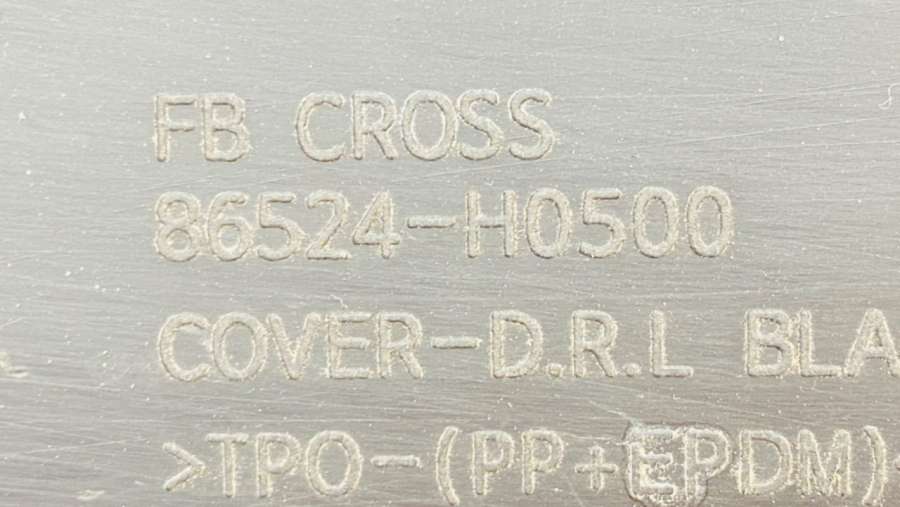 FB CROSS
86524-H0500
COVER-D.R.L BLA
>TPO-(PP+EPDM)